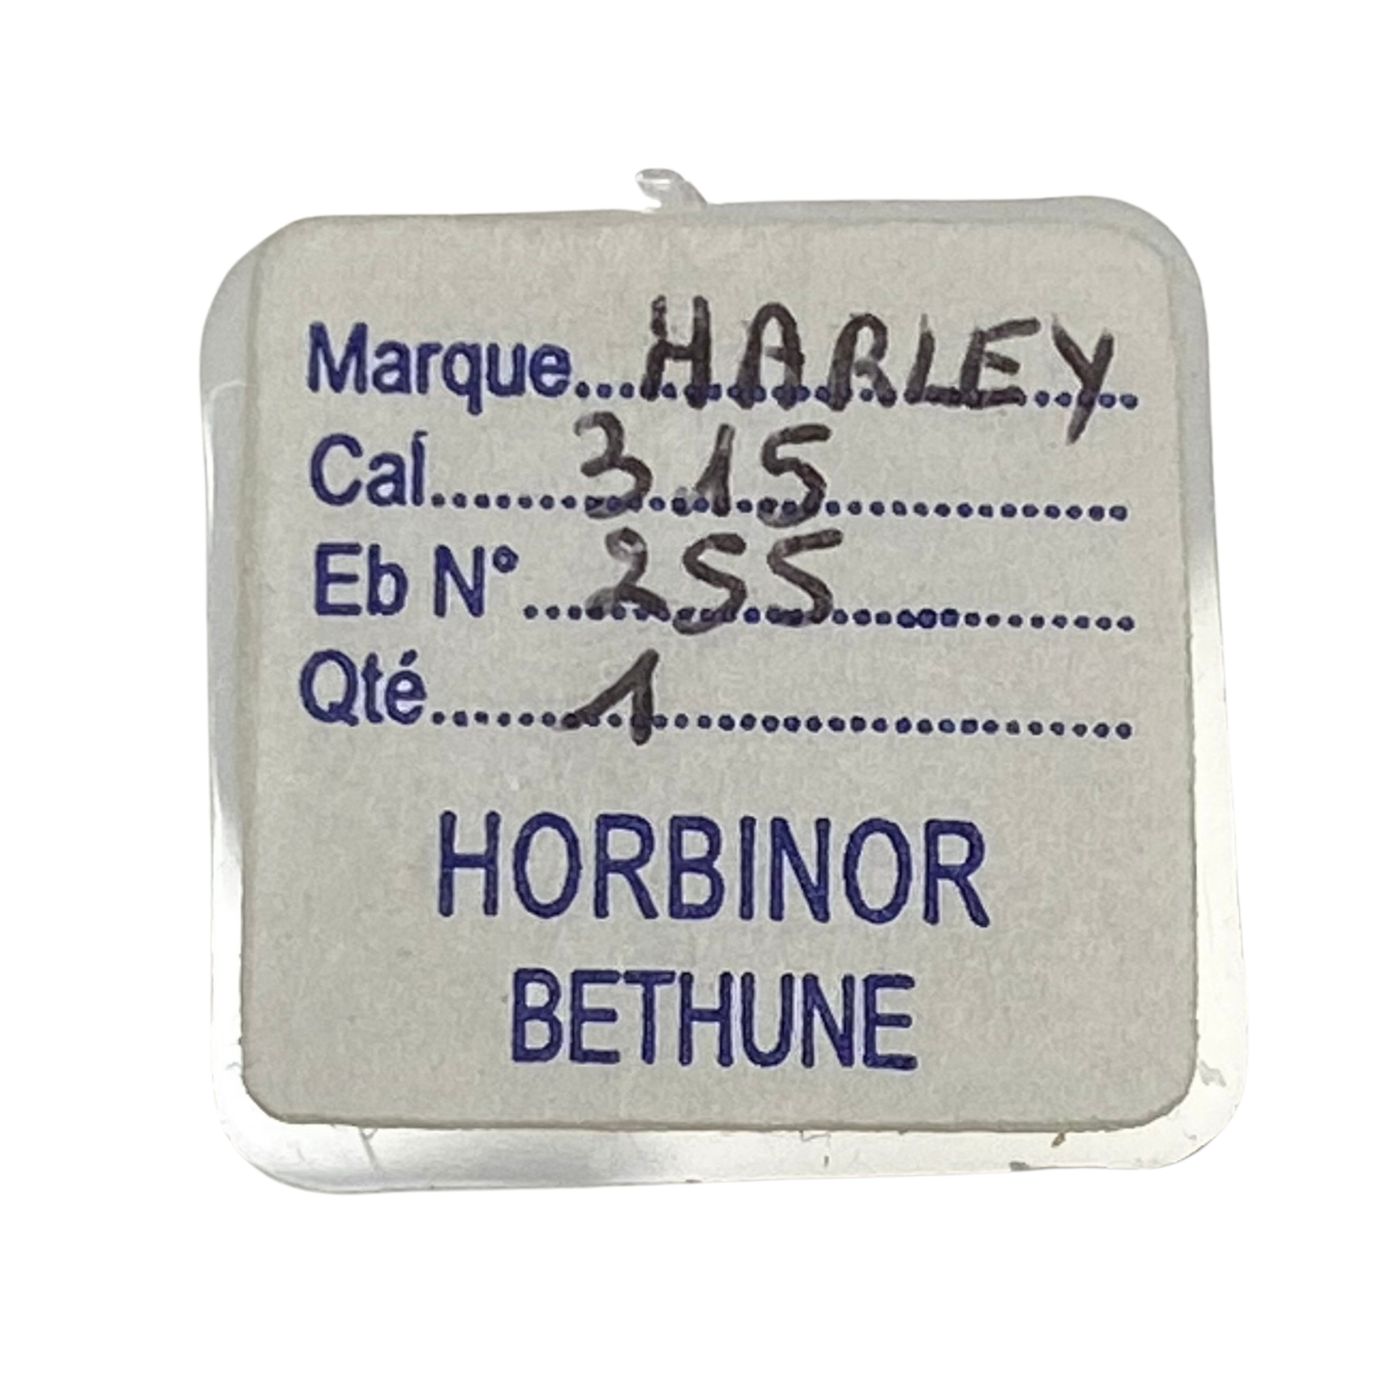 Marque...HARLEY...
Cal...315...
Eb N°...255...
Qté...1...
HORBINOR
BETHUNE